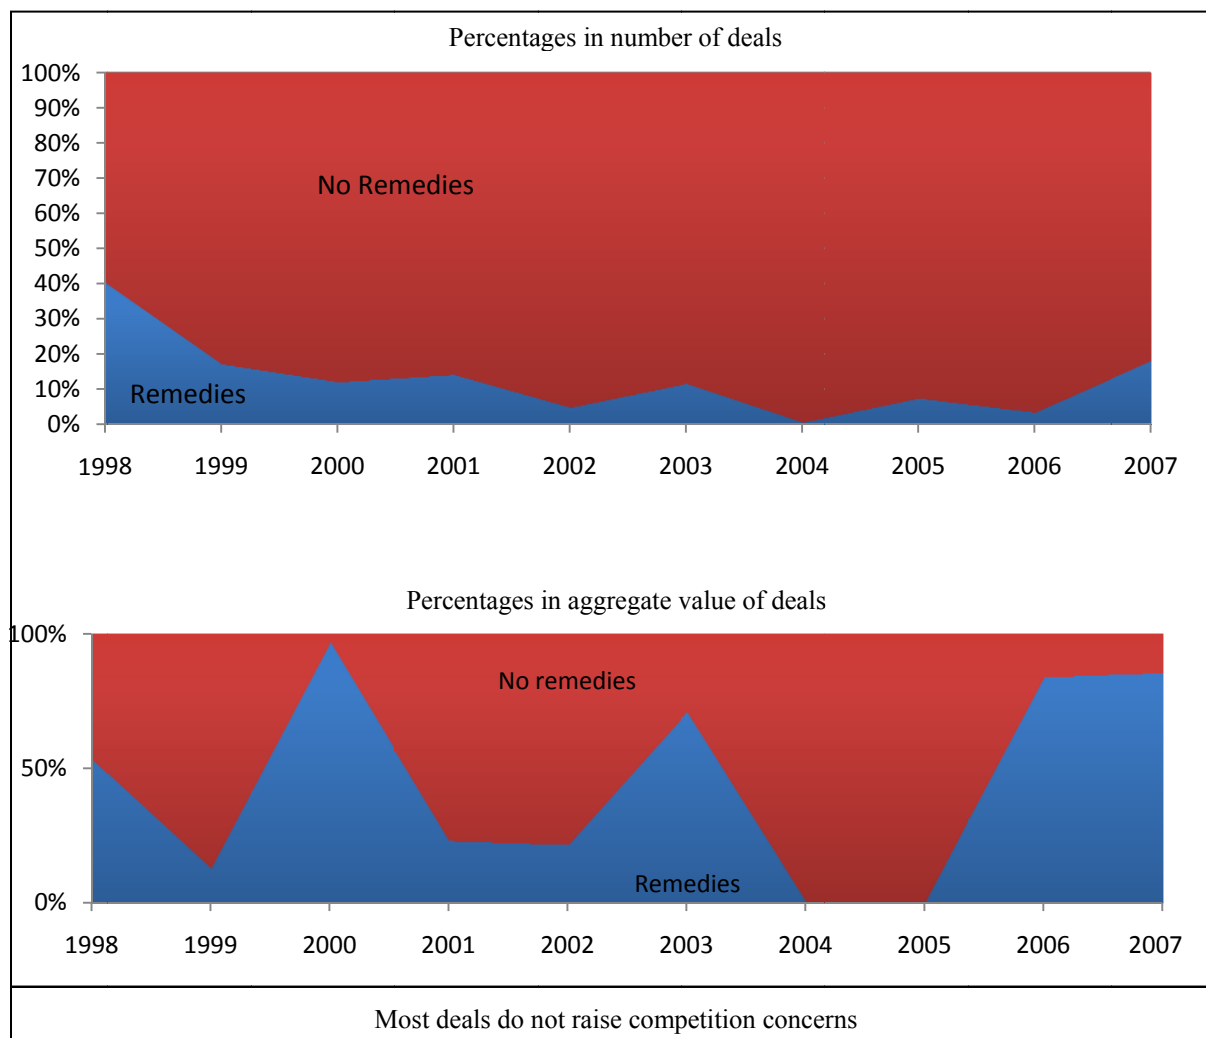 Percentages in number of deals
100%
90%
80%
70%
60%
50%
40%
30%
20%
10%
0%
No Remedies
Remedies
1998 1999 2000 2001 2002 2003 2004 2005 2006 2007
Percentages in aggregate value of deals
100%
50%
0%
No remedies
Remedies
1998 1999 2000 2001 2002 2003 2004 2005 2006 2007
Most deals do not raise competition concerns